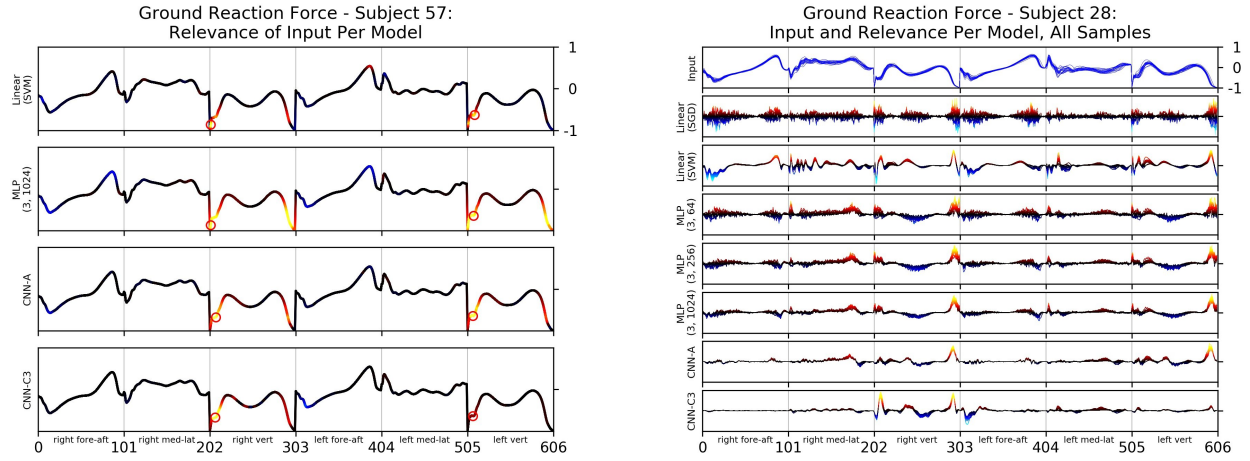 Ground Reaction Force - Subject 57:
Relevance of Input Per Model
Linear
(SVM)
1
0
-1
MLP
(3, 1024)
CNN-A
CNN-C3
right fore-aft right med-lat right vert left fore-aft left med-lat left vert
0 101 202 303 404 505 606
Ground Reaction Force - Subject 28:
Input and Relevance Per Model, All Samples
Input
1
0
-1
Linear
(SGD)
Linear
(SVM)
MLP
(3, 64)
MLP
(3, 256)
MLP
(3, 1024)
CNN-A
CNN-C3
right fore-aft right med-lat right vert left fore-aft left med-lat left vert
0 101 202 303 404 505 606